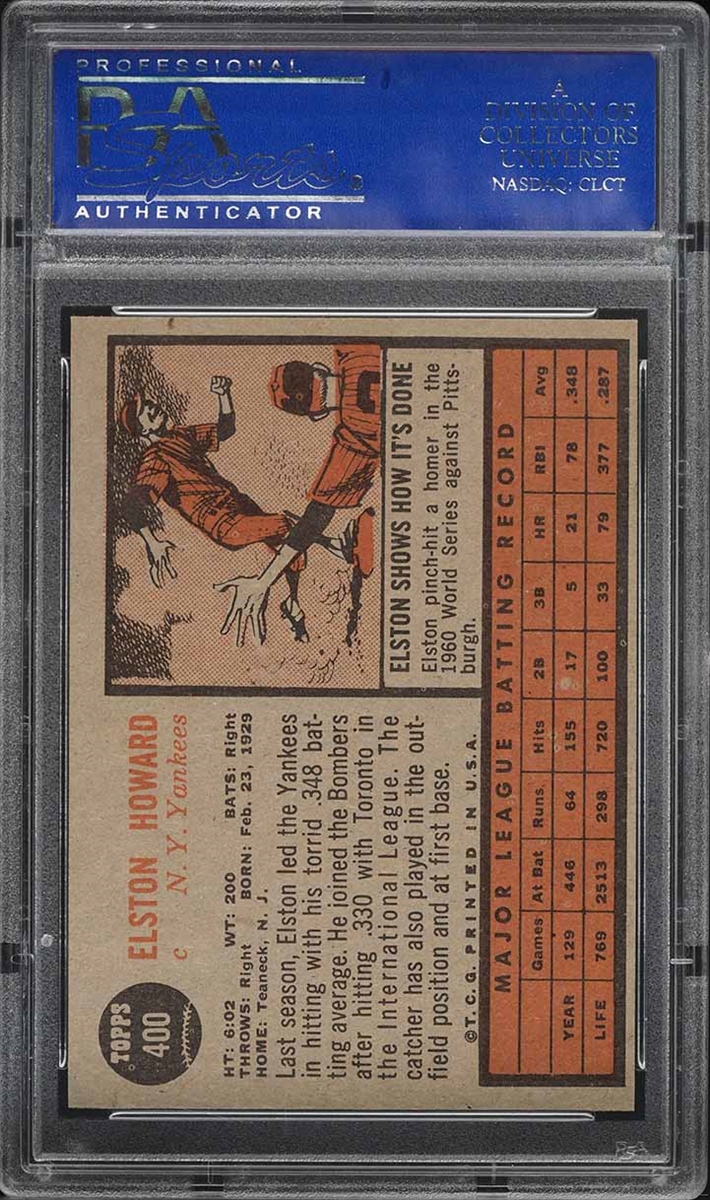 PROFESSIONAL
PSA
Sports®
AUTHENTICATOR
A
DIVISION OF
COLLECTORS
UNIVERSE
NASDAQ: CLCT
TOPPS
400
ELSTON HOWARD
c N. Y. Yankees
HT: 6:02 WT: 200 BATS: Right
THROWS: Right BORN: Feb. 23, 1929
HOME: Teaneck, N. J.
Last season, Elston led the Yankees
in hitting with his torrid .348 bat-
ting average. He joined the Bombers
after hitting .330 with Toronto in
the International League. The
catcher has also played in the out-
field position and at first base.
©T.C.G. PRINTED IN U.S.A.
ELSTON SHOWS HOW IT'S DONE
Elston pinch-hit a homer in the
1960 World Series against Pitts-
burgh.
MAJOR LEAGUE BATTING RECORD
Games At Bat Runs. Hits 2B 3B HR RBI Avg
YEAR 129 446 64 155 17 5 21 78 .348
LIFE 769 2513 298 720 100 33 79 377 .287
PSA